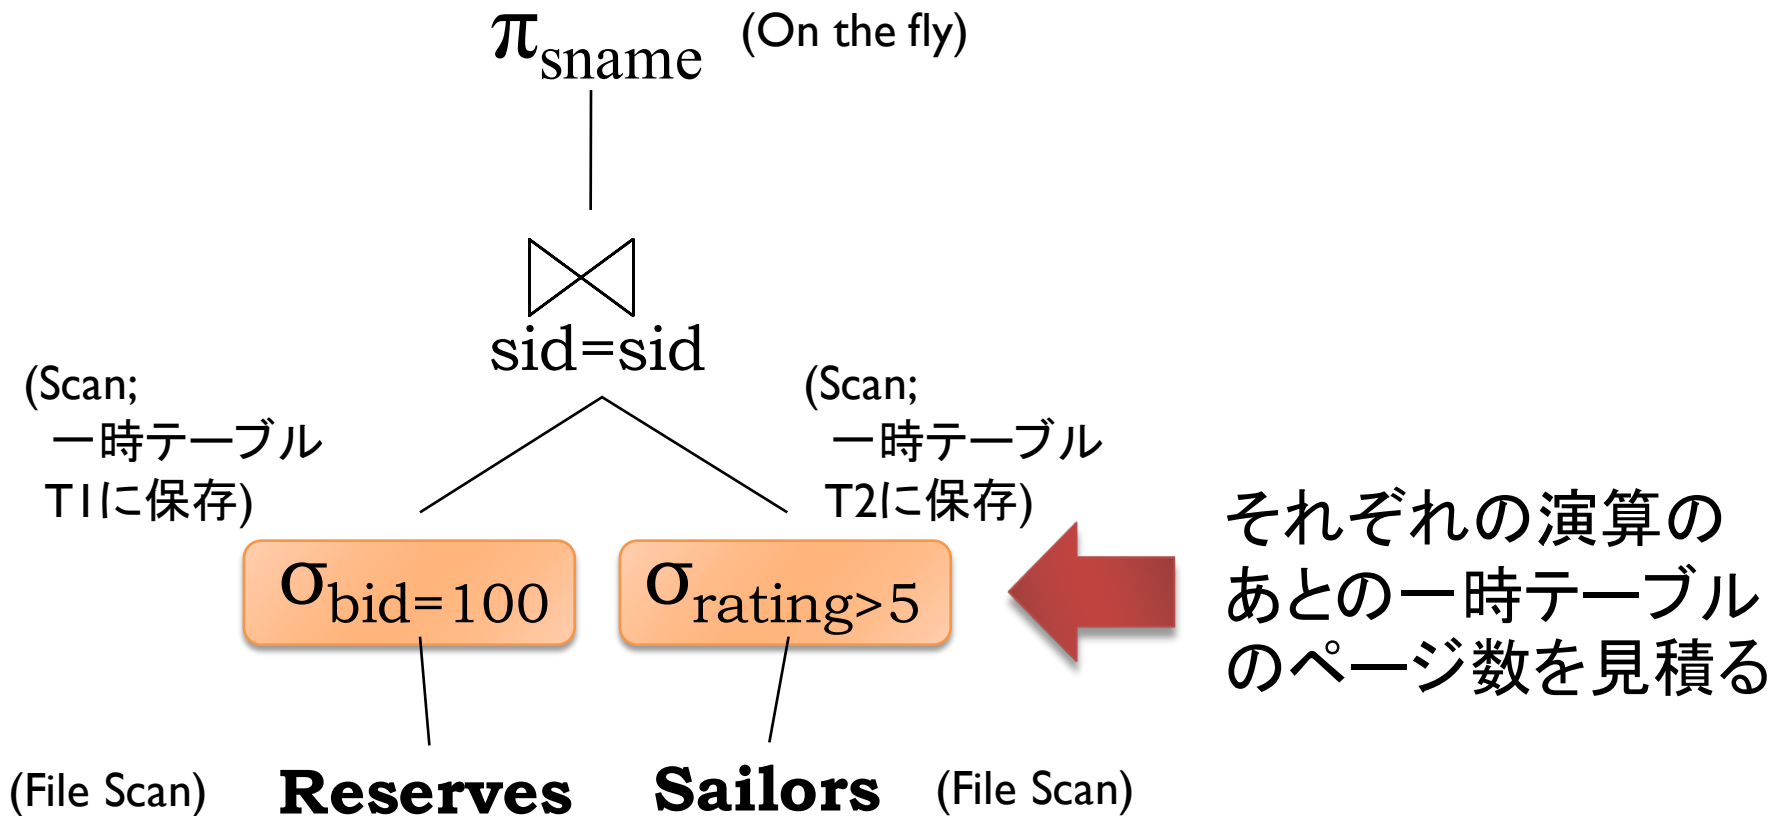 πsname (On the fly)
sid=sid
(Scan;
一時テーブル
T1に保存)
(Scan;
一時テーブル
T2に保存)
σbid=100
σrating>5
それぞれの演算の
あとの一時テーブル
のページ数を見積る
(File Scan) Reserves Sailors (File Scan)